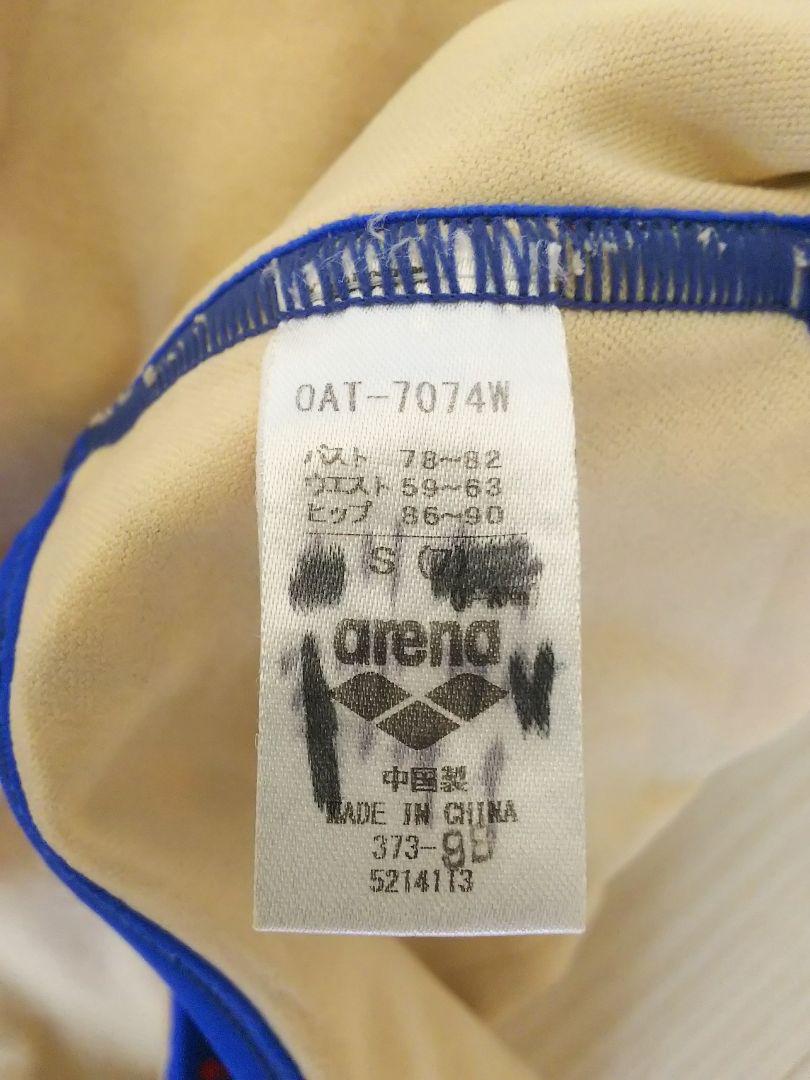 OAT-7074W
バスト 78~82
ウエスト 59~63
ヒップ 86~90
S
arena
中国製
MADE IN CHINA
373-
5214113